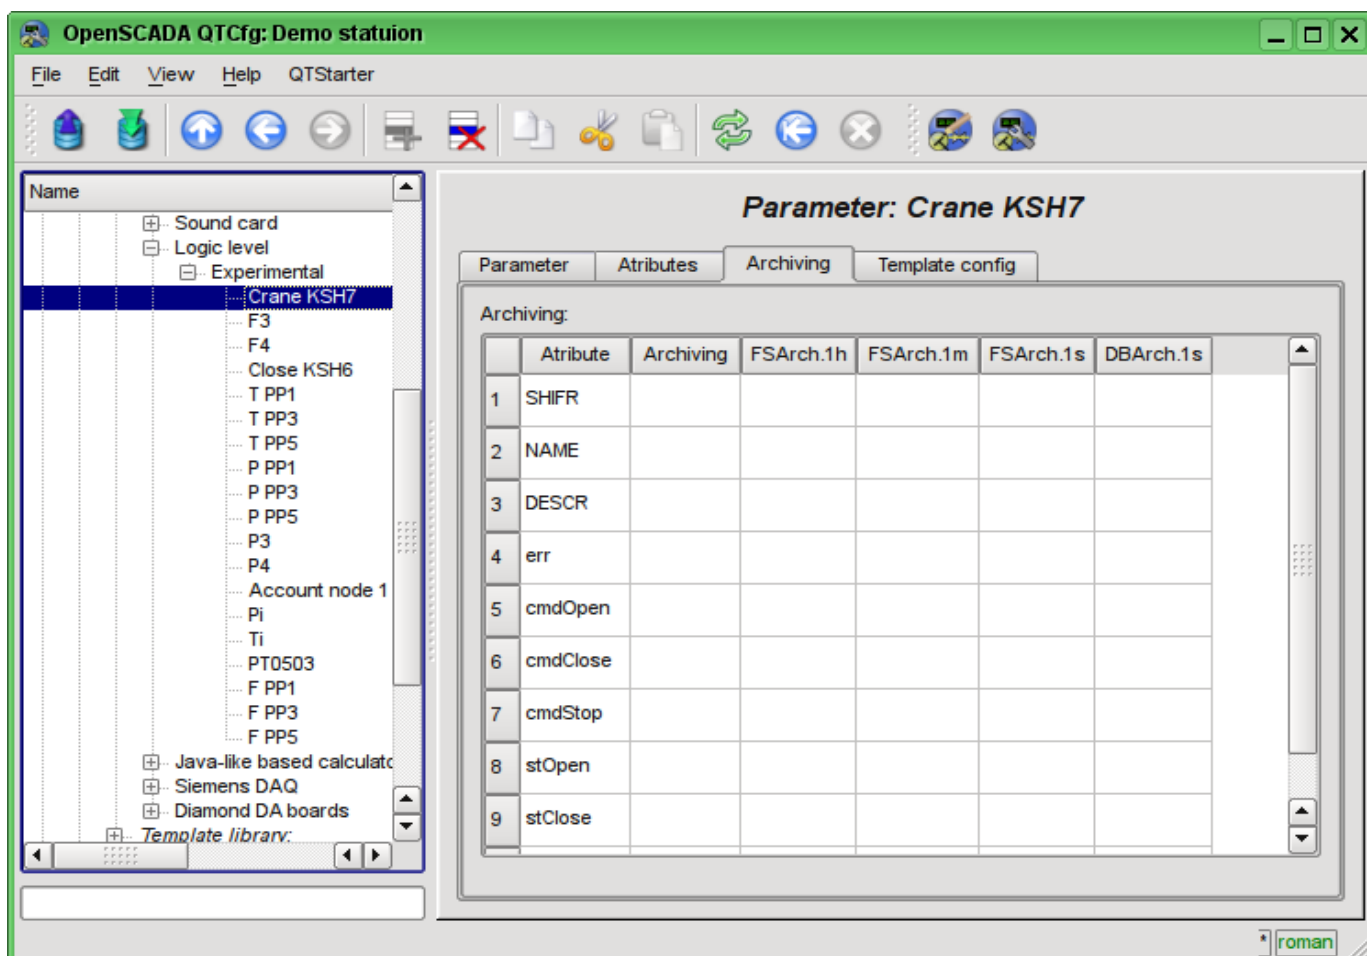 OpenSCADA QTCfg: Demo statuion
File Edit View Help QTStarter
Name
Sound card
Logic level
Experimental
Crane KSH7
F3
F4
Close KSH6
T PP1
T PP3
T PP5
P PP1
P PP3
P PP5
P3
P4
Account node 1
Pi
Ti
PT0503
F PP1
F PP3
F PP5
Java-like based calculato
Siemens DAQ
Diamond DA boards
Template library:
Parameter: Crane KSH7
Parameter Atributes Archiving Template config
Archiving:
Atribute Archiving FSArch.1h FSArch.1m FSArch.1s DBArch.1s
1 SHIFR
2 NAME
3 DESCR
4 err
5 cmdOpen
6 cmdClose
7 cmdStop
8 stOpen
9 stClose
* roman